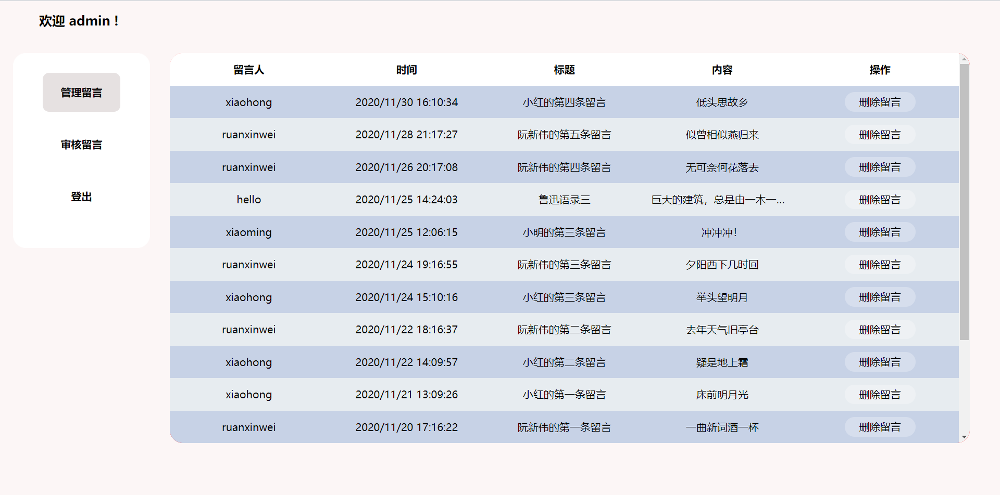 欢迎 admin !
管理留言
审核留言
登出
留言人 时间 标题 内容 操作
xiaohong 2020/11/30 16:10:34 小红的第四条留言 低头思故乡 删除留言
ruanxinwei 2020/11/28 21:17:27 阮新伟的第五条留言 似曾相似燕归来 删除留言
ruanxinwei 2020/11/26 20:17:08 阮新伟的第四条留言 无可奈何花落去 删除留言
hello 2020/11/25 14:24:03 鲁迅语录三 巨大的建筑，总是由一木一... 删除留言
xiaoming 2020/11/25 12:06:15 小明的第三条留言 冲冲冲！ 删除留言
ruanxinwei 2020/11/24 19:16:55 阮新伟的第三条留言 夕阳西下几时回 删除留言
xiaohong 2020/11/24 15:10:16 小红的第三条留言 举头望明月 删除留言
ruanxinwei 2020/11/22 18:16:37 阮新伟的第二条留言 去年天气旧亭台 删除留言
xiaohong 2020/11/22 14:09:57 小红的第二条留言 疑是地上霜 删除留言
xiaohong 2020/11/21 13:09:26 小红的第一条留言 床前明月光 删除留言
ruanxinwei 2020/11/20 17:16:22 阮新伟的第一条留言 一曲新词酒一杯 删除留言